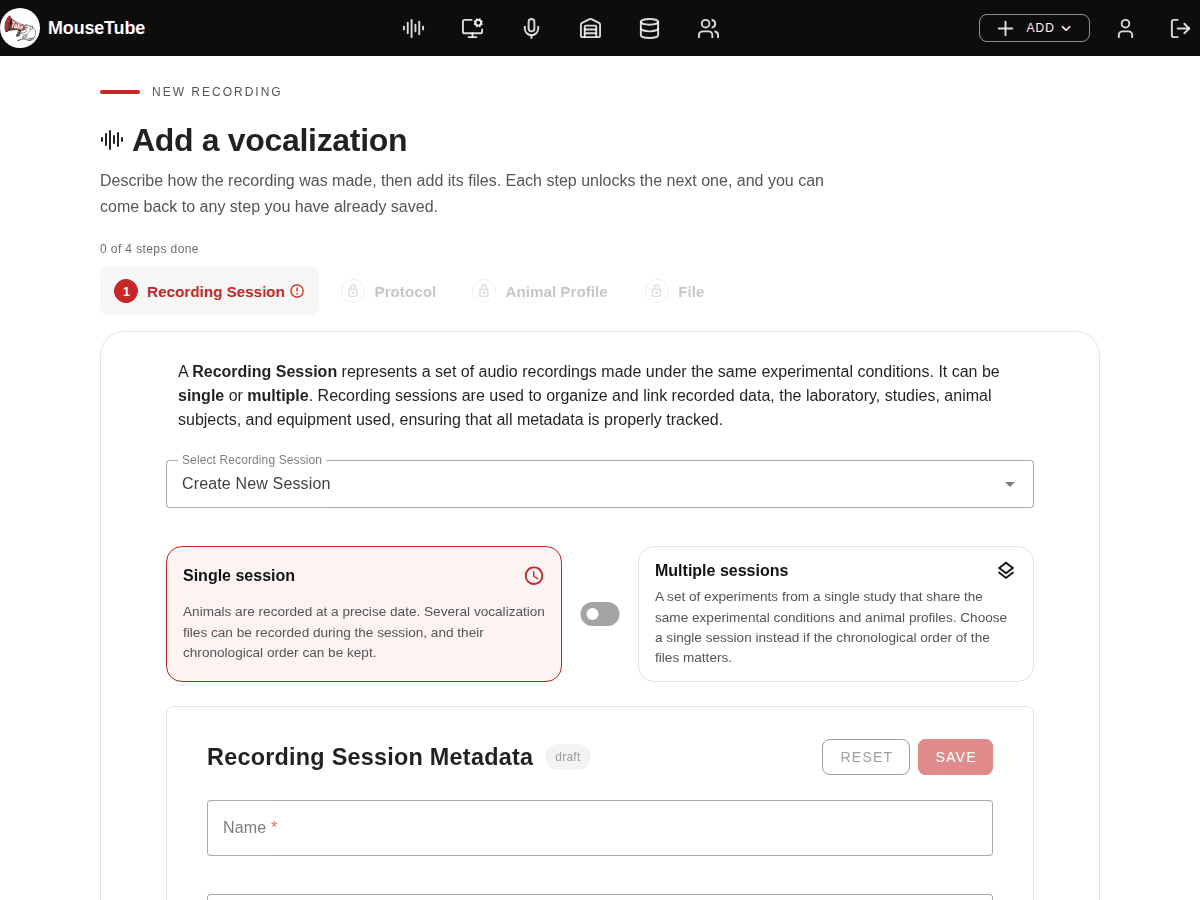 MouseTube
ADD
NEW RECORDING
Add a vocalization
Describe how the recording was made, then add its files. Each step unlocks the next one, and you can
come back to any step you have already saved.
0 of 4 steps done
1 Recording Session
Protocol
Animal Profile
File
A Recording Session represents a set of audio recordings made under the same experimental conditions. It can be
single or multiple. Recording sessions are used to organize and link recorded data, the laboratory, studies, animal
subjects, and equipment used, ensuring that all metadata is properly tracked.
Select Recording Session
Create New Session
Single session
Animals are recorded at a precise date. Several vocalization
files can be recorded during the session, and their
chronological order can be kept.
Multiple sessions
A set of experiments from a single study that share the
same experimental conditions and animal profiles. Choose
a single session instead if the chronological order of the
files matters.
Recording Session Metadata
draft
RESET
SAVE
Name *